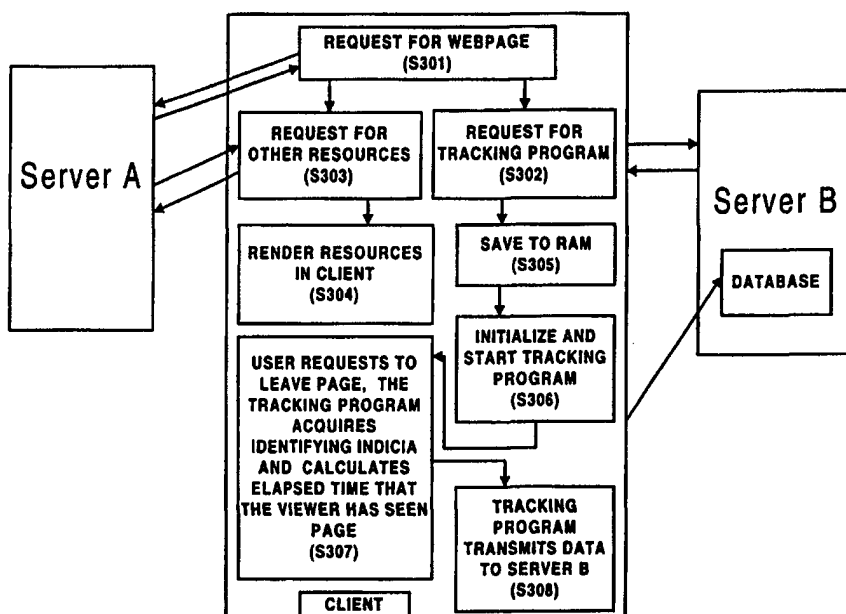 REQUEST FOR WEBPAGE
(S301)
Server A
REQUEST FOR
OTHER RESOURCES
(S303)
REQUEST FOR
TRACKING PROGRAM
(S302)
Server B
DATABASE
RENDER RESOURCES
IN CLIENT
(S304)
SAVE TO RAM
(S305)
INITIALIZE AND
START TRACKING
PROGRAM
(S306)
USER REQUESTS TO
LEAVE PAGE, THE
TRACKING PROGRAM
ACQUIRES
IDENTIFYING INDICIA
AND CALCULATES
ELAPSED TIME THAT
THE VIEWER HAS SEEN
PAGE
(S307)
TRACKING
PROGRAM
TRANSMITS DATA
TO SERVER B
(S308)
CLIENT